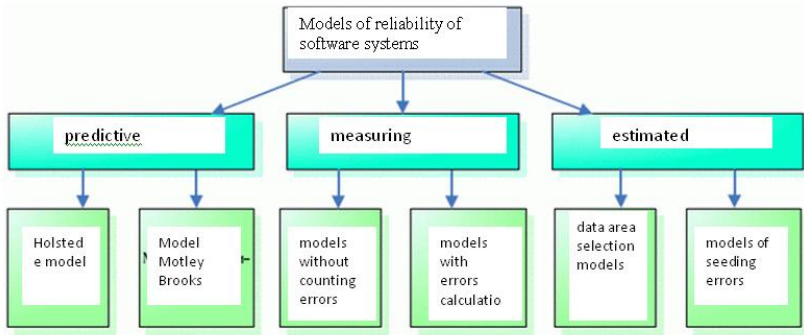 Models of reliability of
software systems
predictive
measuring
estimated
Holsted
e model
Model
Motley
Brooks
models
without
counting
errors
models
with
errors
calculatio
data area
selection
models
models of
seeding
errors